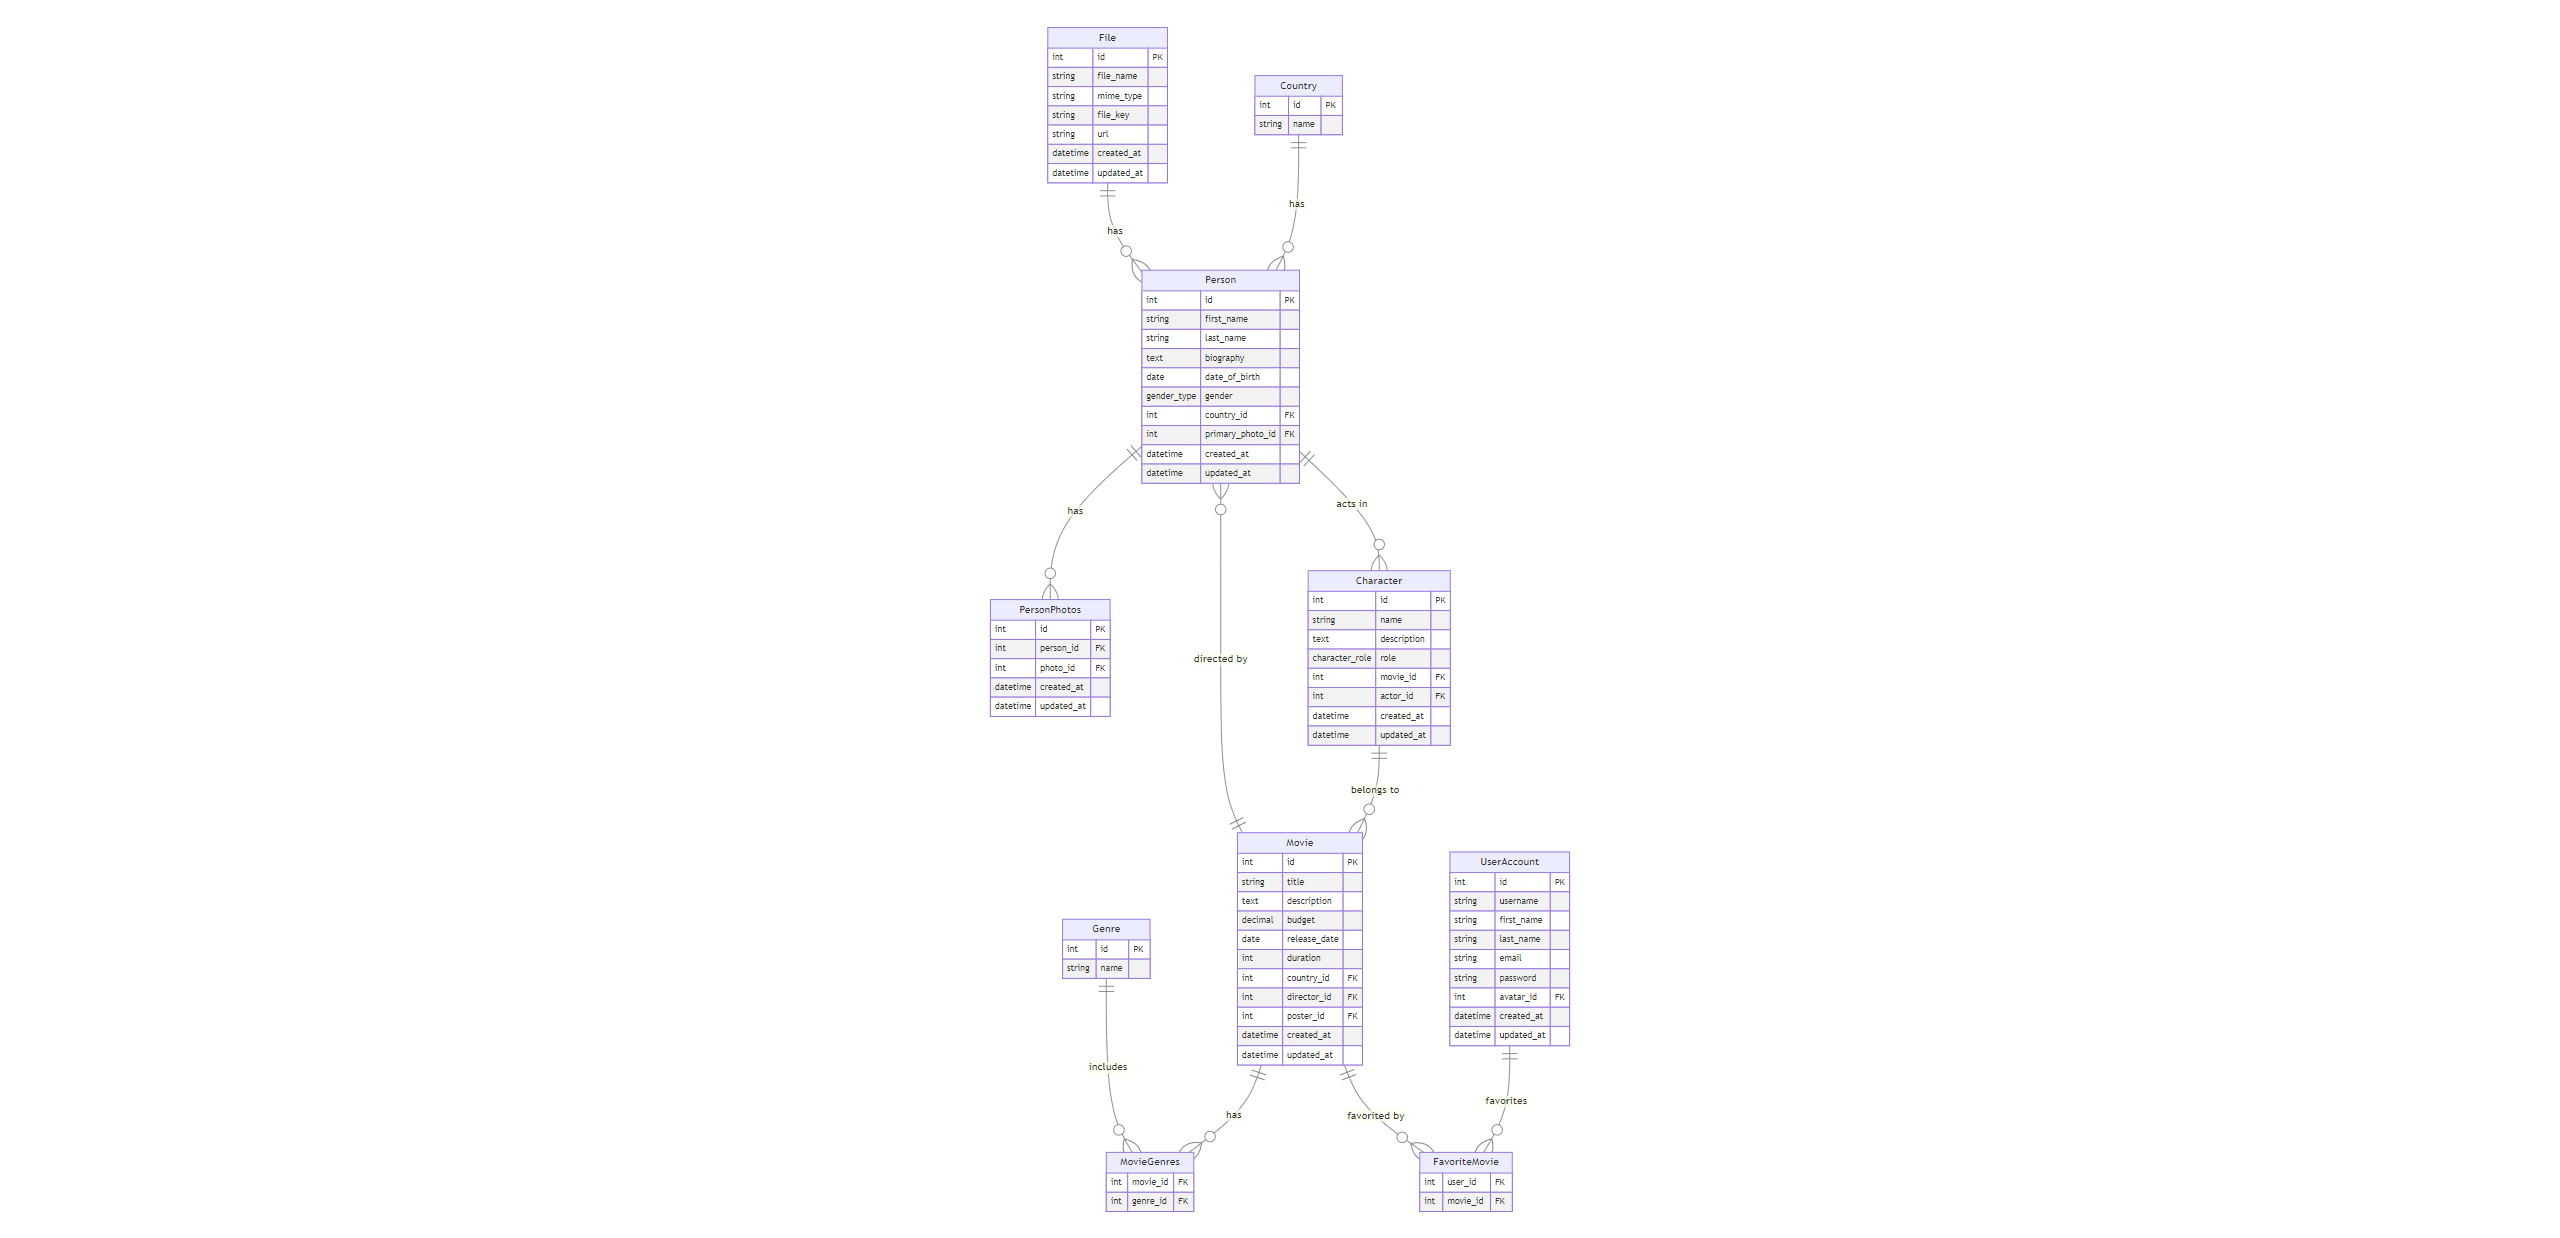 File
int id PK
string file_name
string mime_type
string file_key
string url
datetime created_at
datetime updated_at
Country
int id PK
string name
has
has
Person
int id PK
string first_name
string last_name
text biography
date date_of_birth
gender_type gender
int country_id FK
int primary_photo_id FK
datetime created_at
datetime updated_at
has
acts in
directed by
PersonPhotos
int id PK
int person_id FK
int photo_id FK
datetime created_at
datetime updated_at
Character
int id PK
string name
text description
character_role role
int movie_id FK
int actor_id FK
datetime created_at
datetime updated_at
belongs to
Movie
int id PK
string title
text description
decimal budget
date release_date
int duration
int country_id FK
int director_id FK
int poster_id FK
datetime created_at
datetime updated_at
UserAccount
int id PK
string username
string first_name
string last_name
string email
string password
int avatar_id FK
datetime created_at
datetime updated_at
Genre
int id PK
string name
includes
has
favorited by
favorites
MovieGenres
int movie_id FK
int genre_id FK
FavoriteMovie
int user_id FK
int movie_id FK